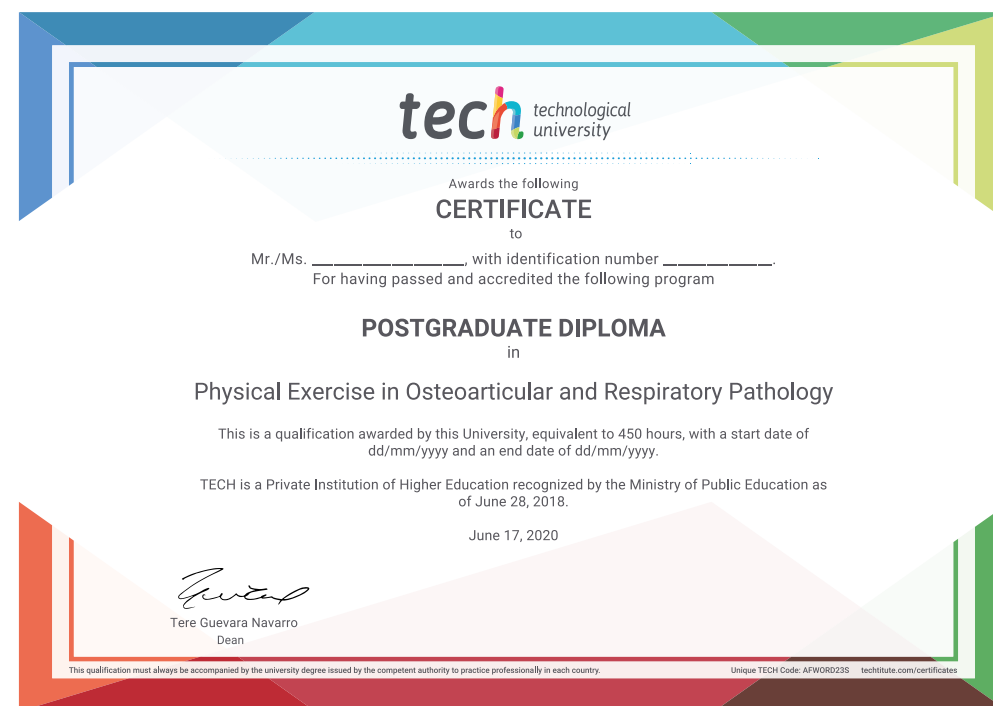 tech technological
university
Awards the following
CERTIFICATE
to
Mr./Ms. ____________________, with identification number ______________.
For having passed and accredited the following program
POSTGRADUATE DIPLOMA
in
Physical Exercise in Osteoarticular and Respiratory Pathology
This is a qualification awarded by this University, equivalent to 450 hours, with a start date of
dd/mm/yyyy and an end date of dd/mm/yyyy.
TECH is a Private Institution of Higher Education recognized by the Ministry of Public Education as
of June 28, 2018.
June 17, 2020
Tere Guevara Navarro
Dean
This qualification must always be accompanied by the university degree issued by the competent authority to practice professionally in each country. Unique TECH Code: AFWORD23S techtitute.com/certificates